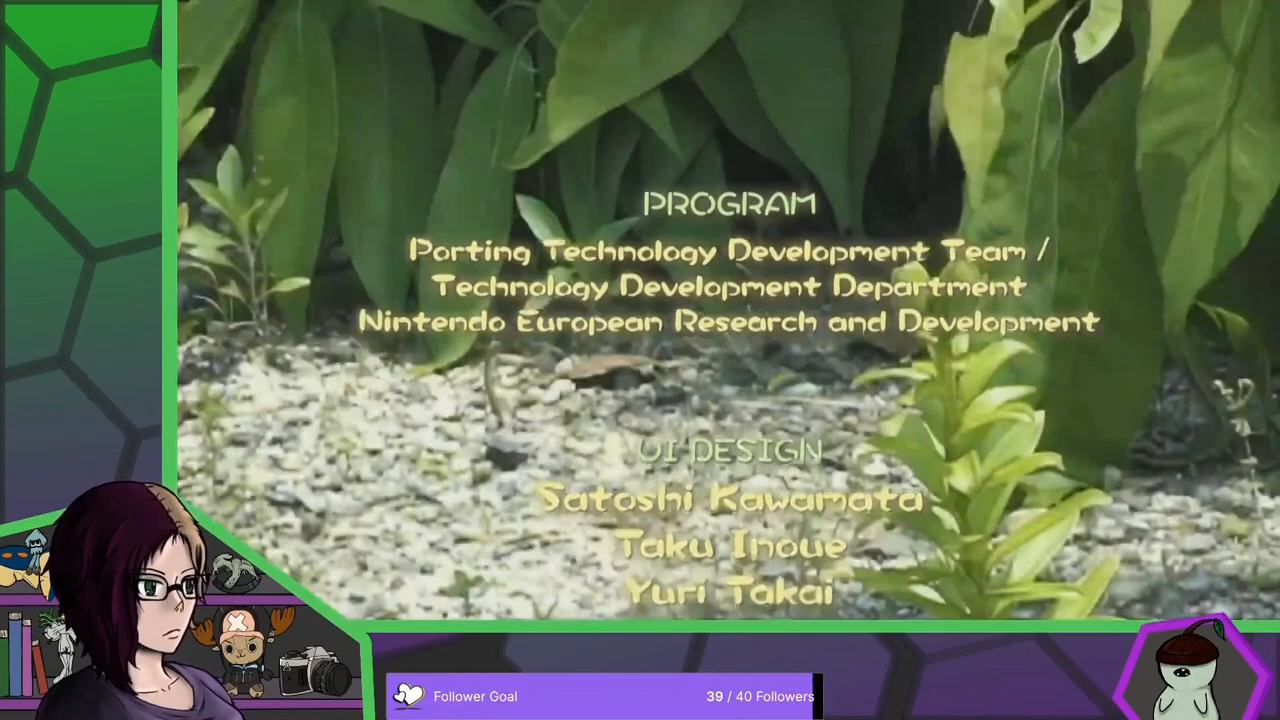 PROGRAM
Porting Technology Development Team /
Technology Development Department
Nintendo European Research and Development
UI DESIGN
Satoshi Kawamata
Taku Inoue
Yuri Takai
Follower Goal
39 / 40 Followers